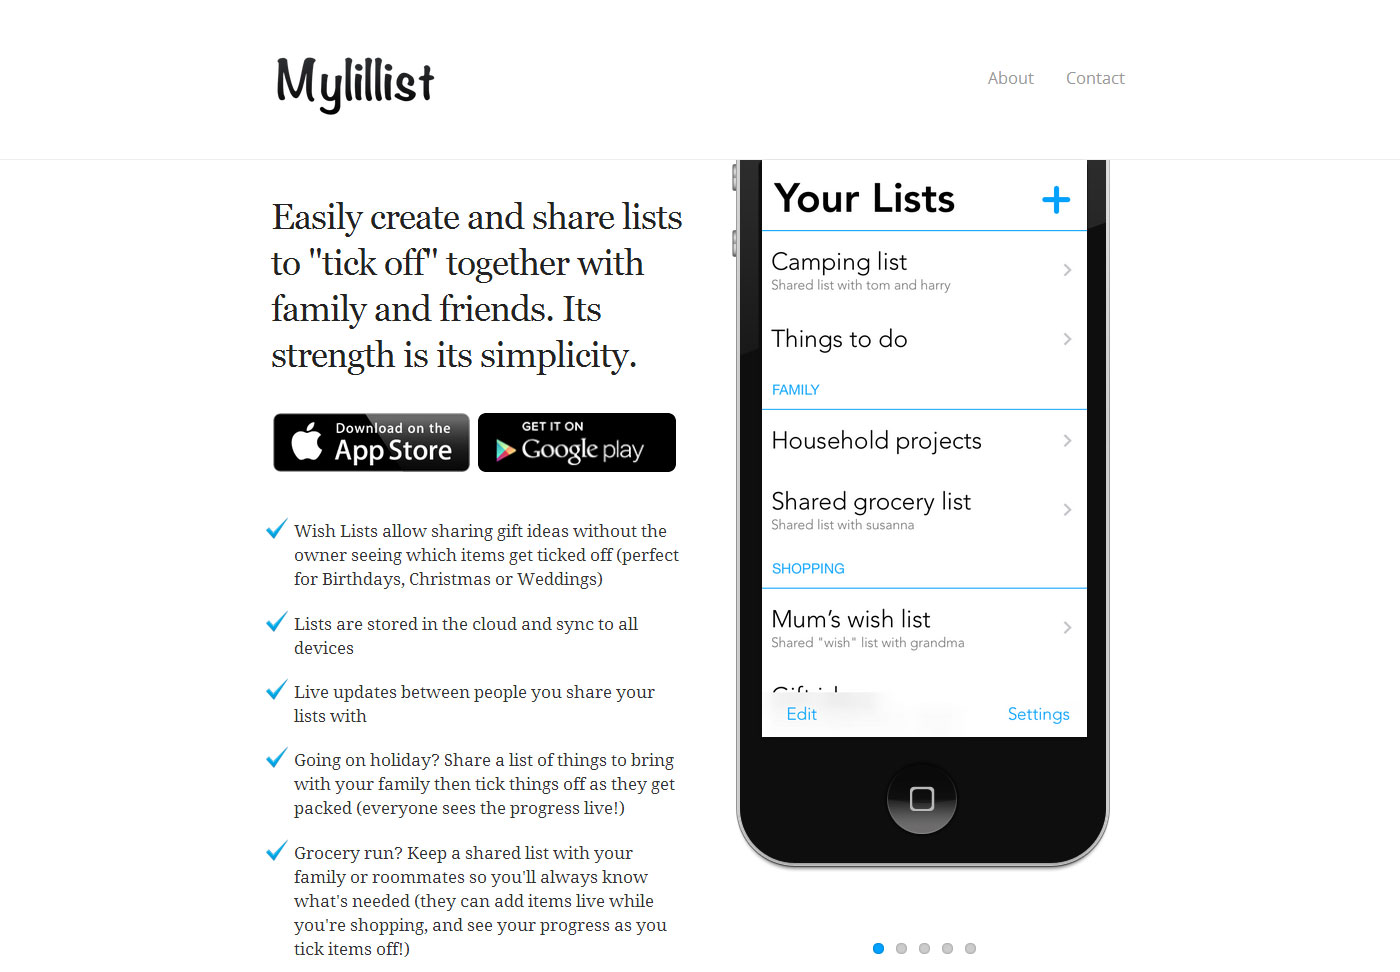 Mylillist
About
Contact
Easily create and share lists
to "tick off" together with
family and friends. Its
strength is its simplicity.
Download on the
App Store
GET IT ON
Google play
Wish Lists allow sharing gift ideas without the
owner seeing which items get ticked off (perfect
for Birthdays, Christmas or Weddings)
Lists are stored in the cloud and sync to all
devices
Live updates between people you share your
lists with
Going on holiday? Share a list of things to bring
with your family then tick things off as they get
packed (everyone sees the progress live!)
Grocery run? Keep a shared list with your
family or roommates so you'll always know
what's needed (they can add items live while
you're shopping, and see your progress as you
tick items off!)
Your Lists
Camping list
Shared list with tom and harry
Things to do
FAMILY
Household projects
Shared grocery list
Shared list with susanna
SHOPPING
Mum’s wish list
Shared "wish" list with grandma
Edit
Settings